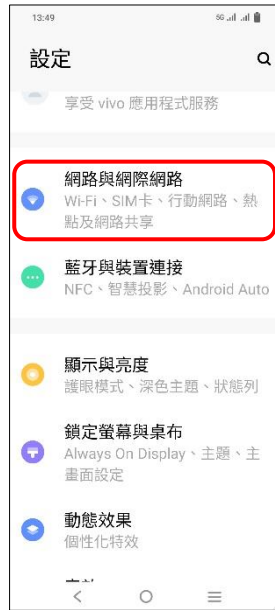 13:49
5G
設定
享受 vivo 應用程式服務
網路與網際網路
Wi-Fi、SIM卡、行動網路、熱
點及網路共享
藍牙與裝置連接
NFC、智慧投影、Android Auto
顯示與亮度
護眼模式、深色主題、狀態列
鎖定螢幕與桌布
Always On Display、主題、主
畫面設定
動態效果
個性化特效